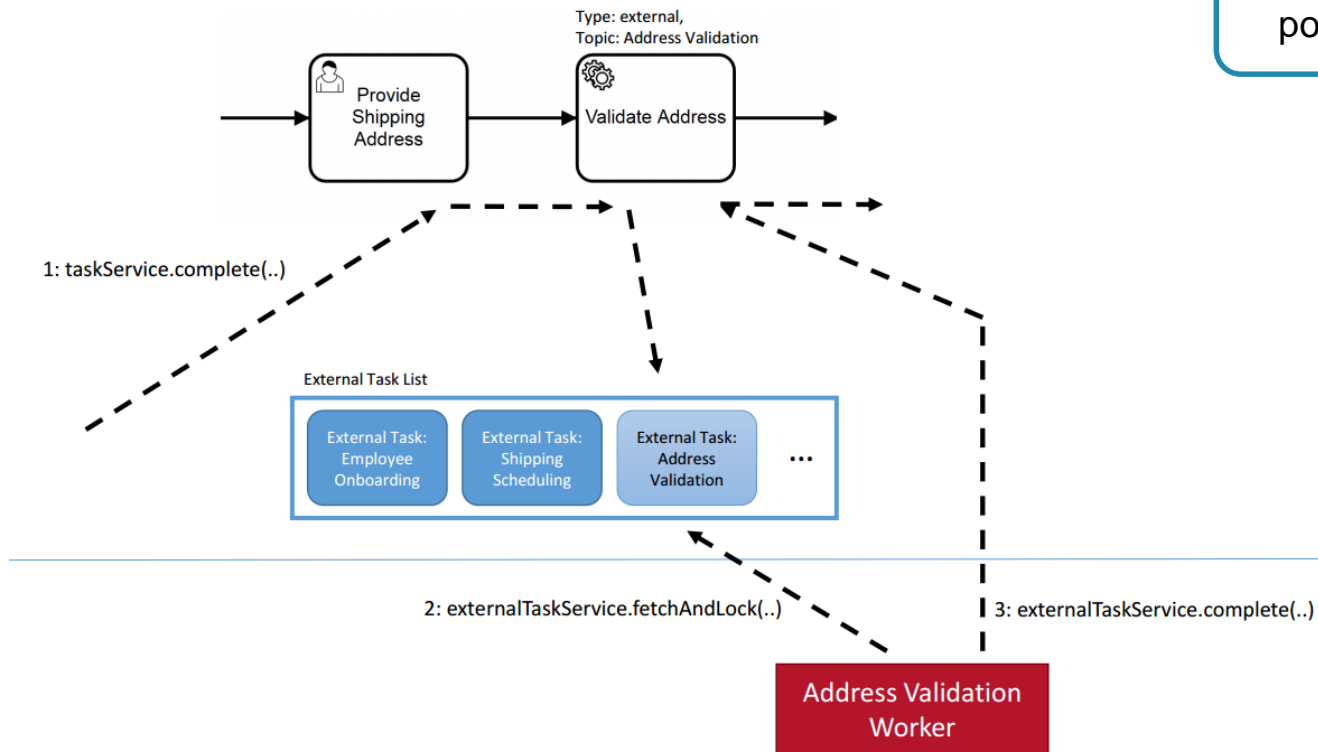 Type: external,
Topic: Address Validation
Provide
Shipping
Address
Validate Address
1: taskService.complete(..)
External Task List
External Task:
Employee
Onboarding
External Task:
Shipping
Scheduling
External Task:
Address
Validation
...
2: externalTaskService.fetchAndLock(..)
3: externalTaskService.complete(..)
Address Validation
Worker